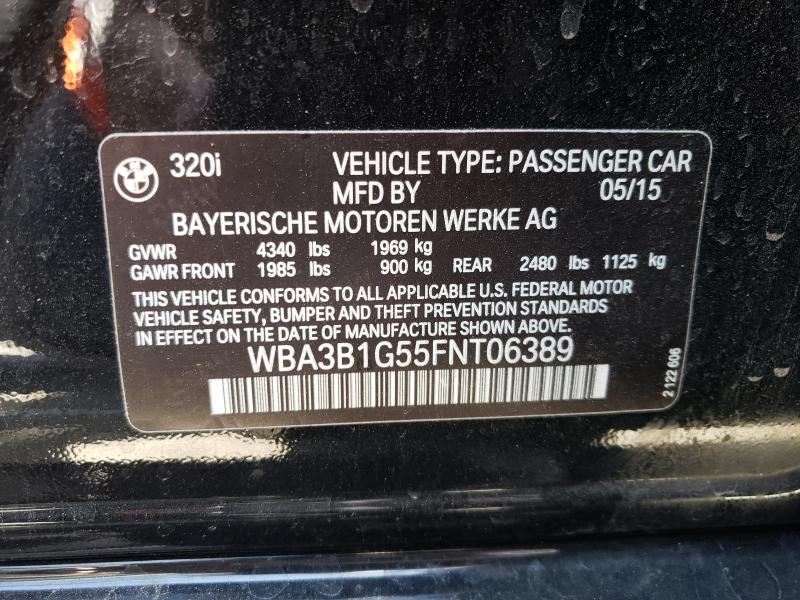 320i VEHICLE TYPE: PASSENGER CAR
MFD BY 05/15
BAYERISCHE MOTOREN WERKE AG
GVWR 4340 lbs 1969 kg
GAWR FRONT 1985 lbs 900 kg REAR 2480 lbs 1125 kg
THIS VEHICLE CONFORMS TO ALL APPLICABLE U.S. FEDERAL MOTOR
VEHICLE SAFETY, BUMPER AND THEFT PREVENTION STANDARDS
IN EFFECT ON THE DATE OF MANUFACTURE SHOWN ABOVE.
WBA3B1G55FNT06389
2 122 606